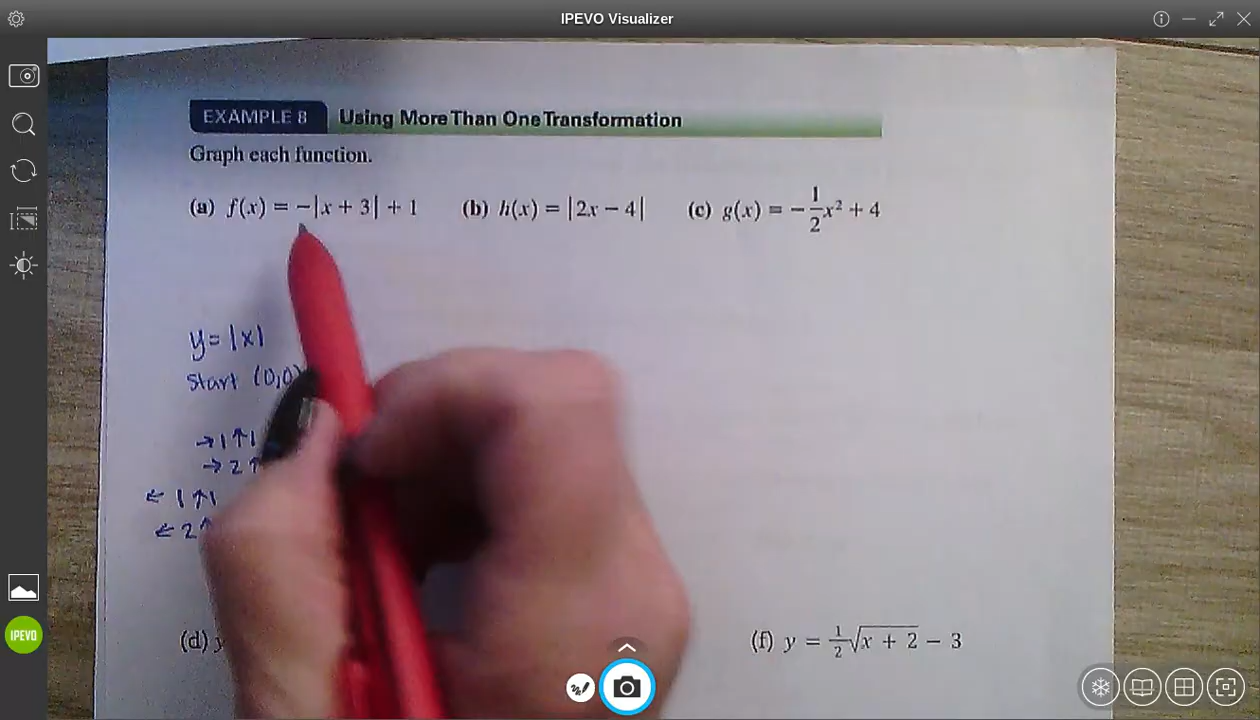 IPEVO Visualizer
EXAMPLE 8 Using More Than One Transformation
Graph each function.
(a) f(x) = −|x + 3| + 1 (b) h(x) = |2x − 4| (c) g(x) = −1/2x² + 4
y = |x|
start (0,0)
→ 1 ↑ 1
→ 2 ↑
← 1 ↑ 1
← 2 ↑
(d) y (f) y = 1/2√x + 2 − 3
IPEVO